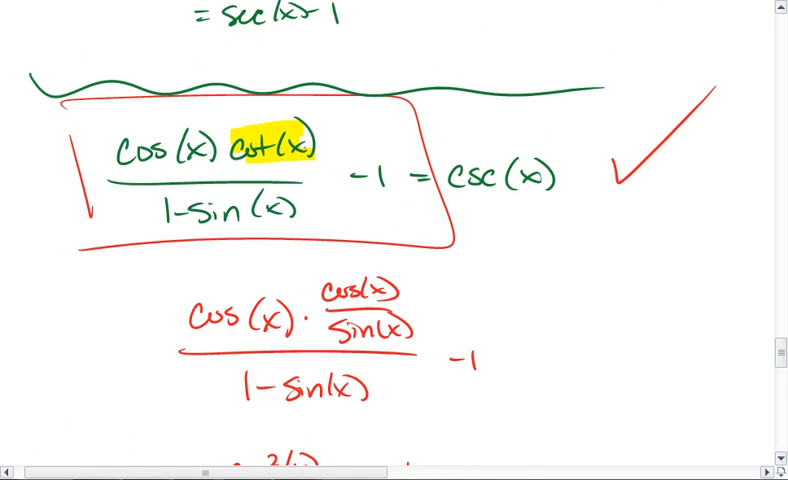 = sec(x) - 1
cos(x) cot(x)
-1 = csc(x)
1-sin(x)
cos(x)
cos(x) ·
sin(x)
-1
1-sin(x)